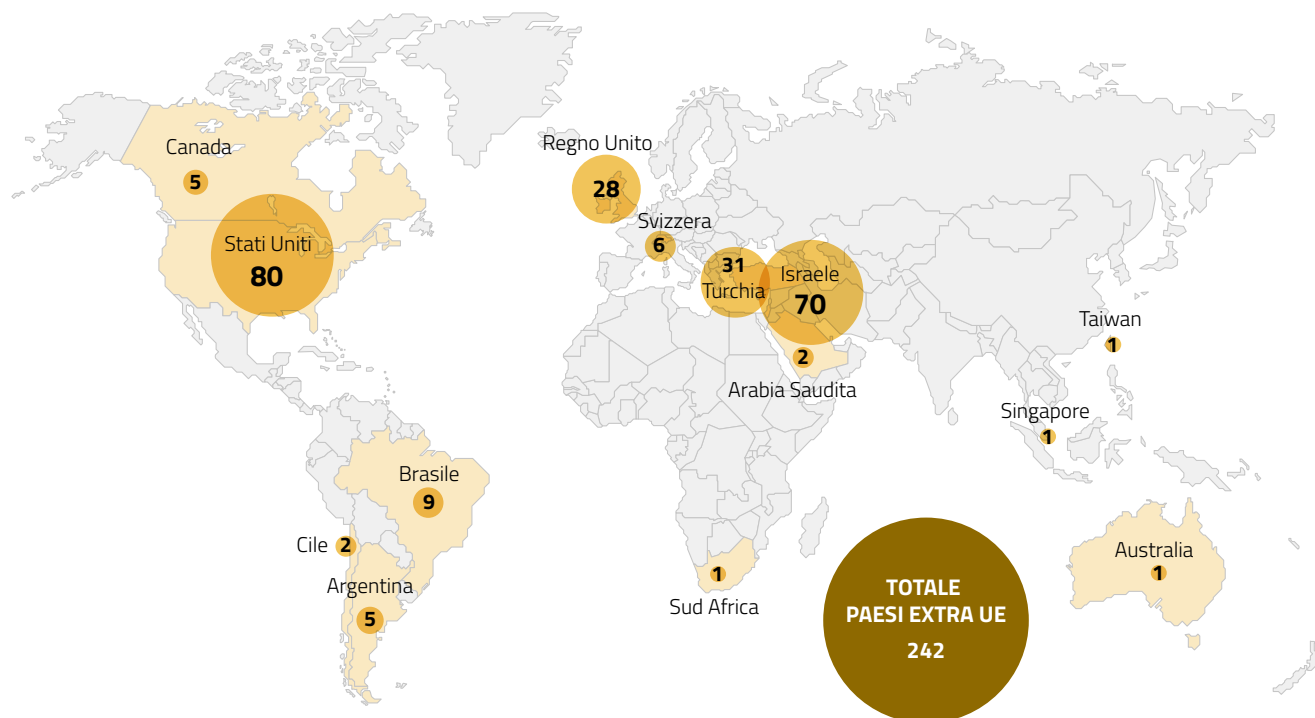 Canada
5
Regno Unito
28
Stati Uniti
80
Svizzera
6
31
Turchia
Israele
70
Taiwan
1
2
Arabia Saudita
Singapore
1
Brasile
9
Cile
2
Argentina
5
1
Sud Africa
Australia
1
TOTALE
PAESI EXTRA UE
242